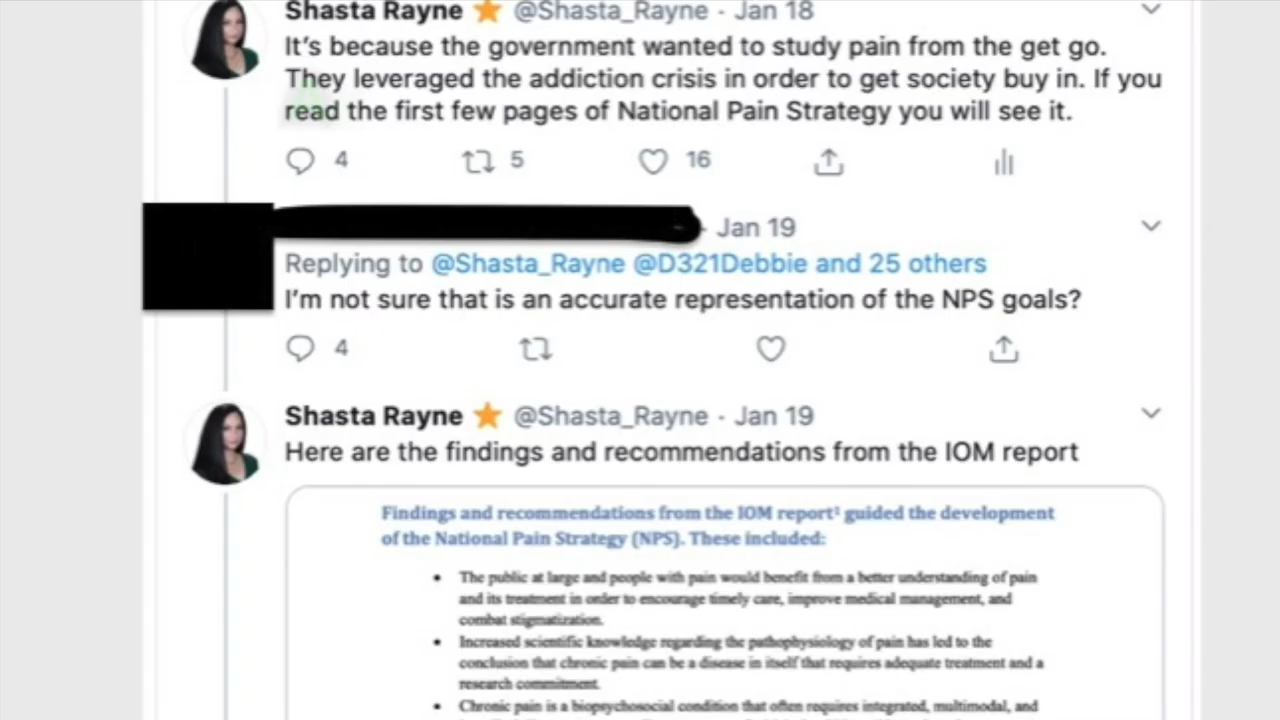 Shasta Rayne @Shasta_Rayne · Jan 18
It's because the government wanted to study pain from the get go.
They leveraged the addiction crisis in order to get society buy in. If you
read the first few pages of National Pain Strategy you will see it.
4 5 16
Jan 19
Replying to @Shasta_Rayne @D321Debbie and 25 others
I'm not sure that is an accurate representation of the NPS goals?
4
Shasta Rayne @Shasta_Rayne · Jan 19
Here are the findings and recommendations from the IOM report
Findings and recommendations from the IOM report¹ guided the development
of the National Pain Strategy (NPS). These included:
• The public at large and people with pain would benefit from a better understanding of pain
and its treatment in order to encourage timely care, improve medical management, and
combat stigmatization.
• Increased scientific knowledge regarding the pathophysiology of pain has led to the
conclusion that chronic pain can be a disease in itself that requires adequate treatment and a
research commitment.
• Chronic pain is a biopsychosocial condition that often requires integrated, multimodal, and